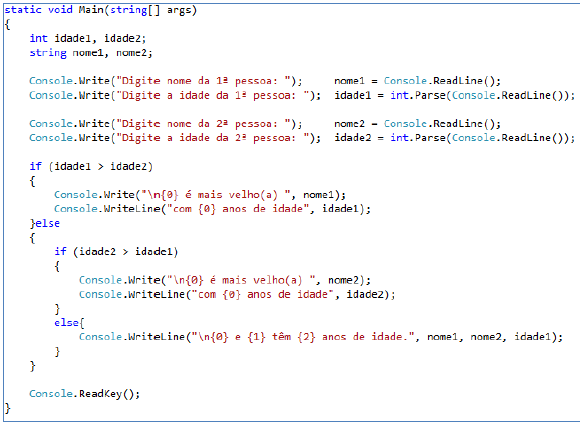 static void Main(string[] args)
{
    int idade1, idade2;
    string nome1, nome2;

    Console.Write("Digite nome da 1ª pessoa: ");     nome1 = Console.ReadLine();
    Console.Write("Digite a idade da 1ª pessoa: ");  idade1 = int.Parse(Console.ReadLine());

    Console.Write("Digite nome da 2ª pessoa: ");     nome2 = Console.ReadLine();
    Console.Write("Digite a idade da 2ª pessoa: ");  idade2 = int.Parse(Console.ReadLine());

    if (idade1 > idade2)
    {
        Console.Write("\n{0} é mais velho(a) ", nome1);
        Console.WriteLine("com {0} anos de idade", idade1);
    }else
    {
        if (idade2 > idade1)
        {
            Console.Write("\n{0} é mais velho(a) ", nome2);
            Console.WriteLine("com {0} anos de idade", idade2);
        }
        else{
            Console.WriteLine("\n{0} e {1} têm {2} anos de idade.", nome1, nome2, idade1);
        }
    }

    Console.ReadKey();
}